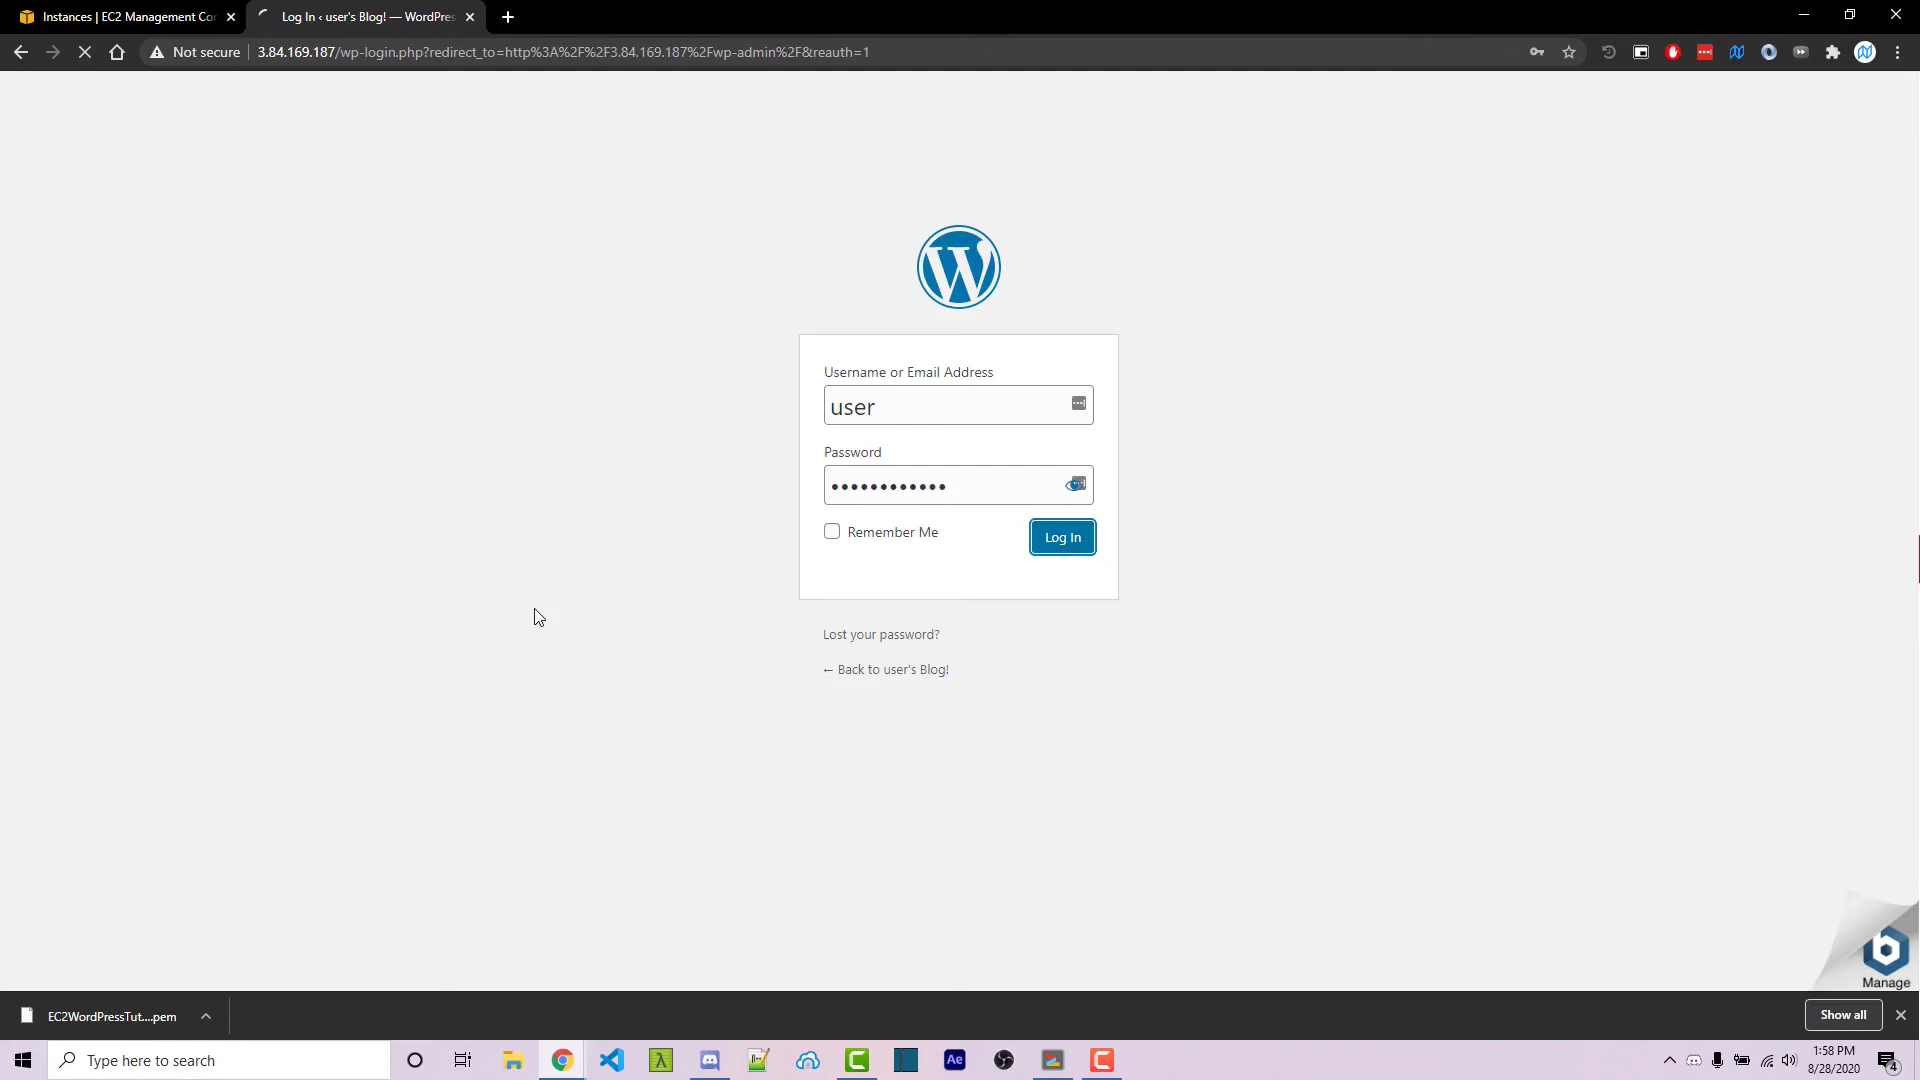 Instances | EC2 Management Co
Log In ‹ user's Blog! — WordPres
Not secure
3.84.169.187/wp-login.php?redirect_to=http%3A%2F%2F3.84.169.187%2Fwp-admin%2F&reauth=1
Username or Email Address
user
Password
Remember Me
Log In
Lost your password?
← Back to user's Blog!
Manage
EC2WordPressTut....pem
Show all
Type here to search
Ae
1:58 PM
8/28/2020
4